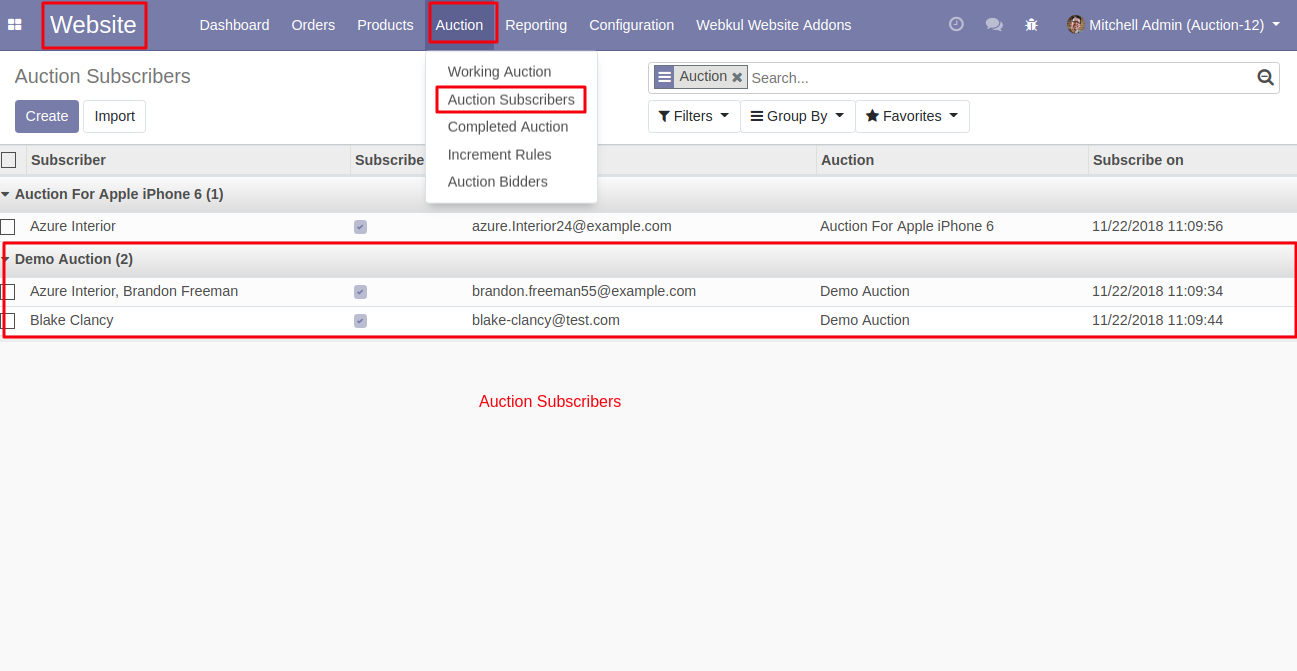 Website Dashboard Orders Products Auction Reporting Configuration Webkul Website Addons Mitchell Admin (Auction-12)
Auction Subscribers
Create Import
Working Auction
Auction Subscribers
Completed Auction
Increment Rules
Auction Bidders
Auction Search...
Filters Group By Favorites
Subscriber Subscribe Auction Subscribe on
Auction For Apple iPhone 6 (1)
Azure Interior azure.Interior24@example.com Auction For Apple iPhone 6 11/22/2018 11:09:56
Demo Auction (2)
Azure Interior, Brandon Freeman brandon.freeman55@example.com Demo Auction 11/22/2018 11:09:34
Blake Clancy blake-clancy@test.com Demo Auction 11/22/2018 11:09:44
Auction Subscribers